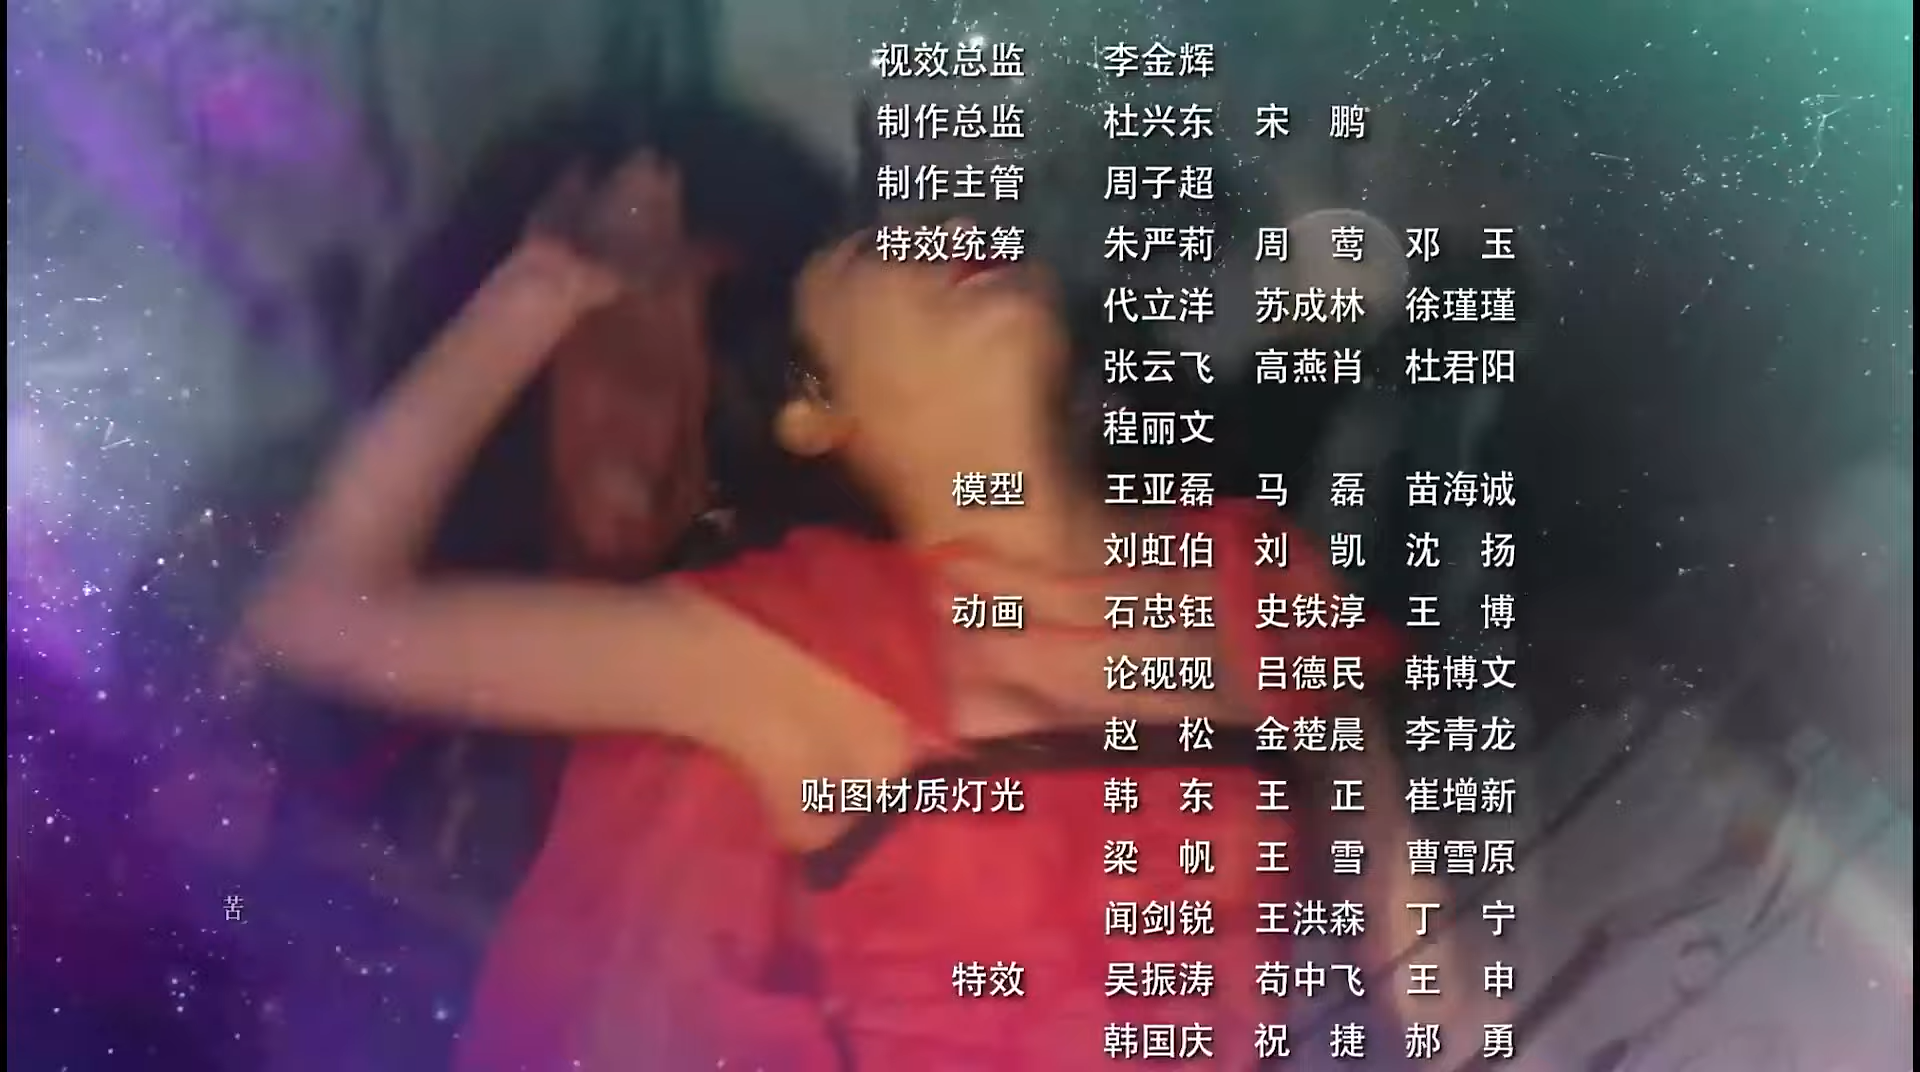 视效总监 李金辉
制作总监 杜兴东 宋 鹏
制作主管 周子超
特效统筹 朱严莉 周 莺 邓 玉
代立洋 苏成林 徐瑾瑾
张云飞 高燕肖 杜君阳
程丽文
模型 王亚磊 马 磊 苗海诚
刘虹伯 刘 凯 沈 扬
动画 石忠钰 史铁淳 王 博
论砚砚 吕德民 韩博文
赵 松 金楚晨 李青龙
贴图材质灯光 韩 东 王 正 崔增新
梁 帆 王 雪 曹雪原
闻剑锐 王洪森 丁 宁
苦
特效 吴振涛 苟中飞 王 申
韩国庆 祝 捷 郝 勇